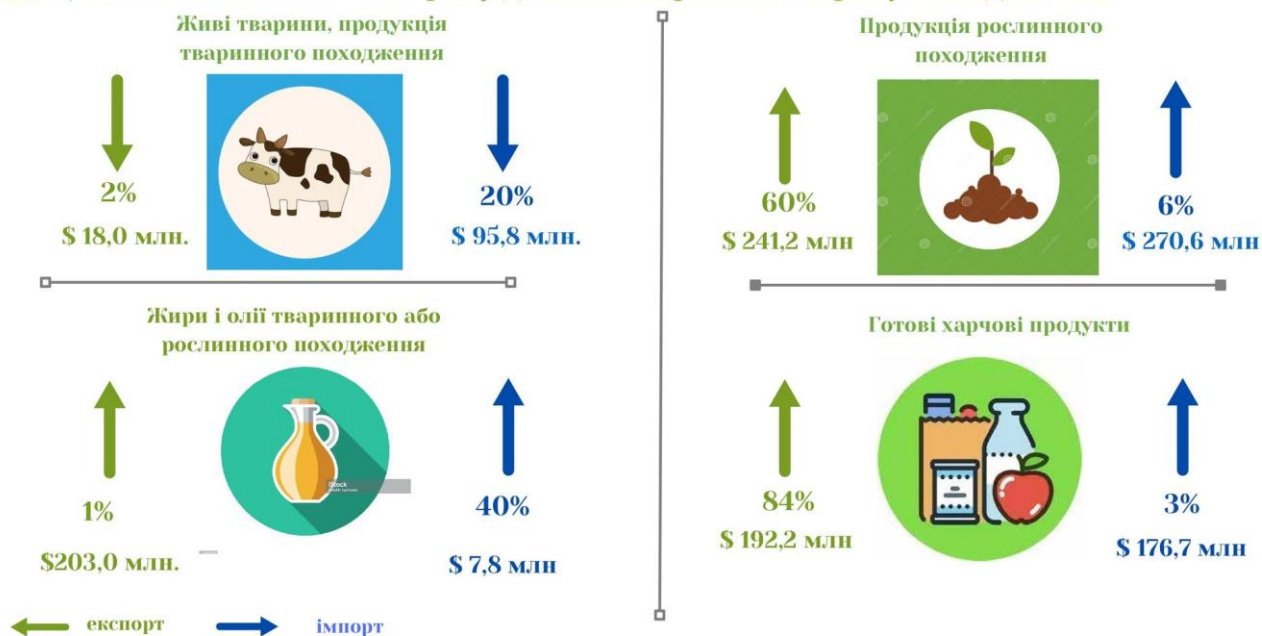 Живі тварини, продукція
тваринного походження
2%
$ 18,0 млн.
20%
$ 95,8 млн.
Продукція рослинного
походження
60%
$ 241,2 млн
6%
$ 270,6 млн
Жири і олії тваринного або
рослинного походження
1%
$203,0 млн.
iStock
40%
$ 7,8 млн
Готові харчові продукти
84%
$ 192,2 млн
3%
$ 176,7 млн
експорт
імпорт